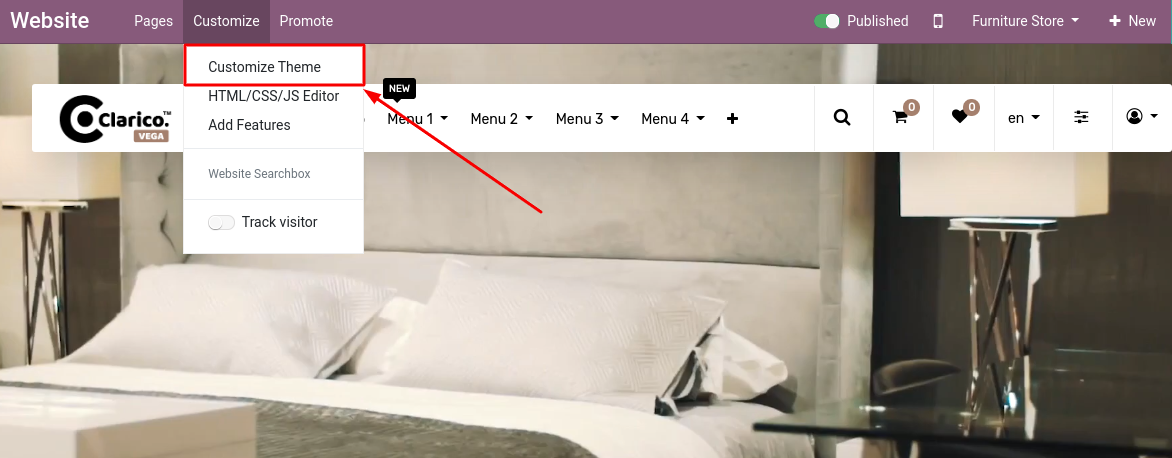 Website Pages Customize Promote Published Furniture Store New
Customize Theme
HTML/CSS/JS Editor
Add Features
Website Searchbox
Track visitor
NEW
Clarico.™
VEGA
Menu 1 Menu 2 Menu 3 Menu 4 0 0 en